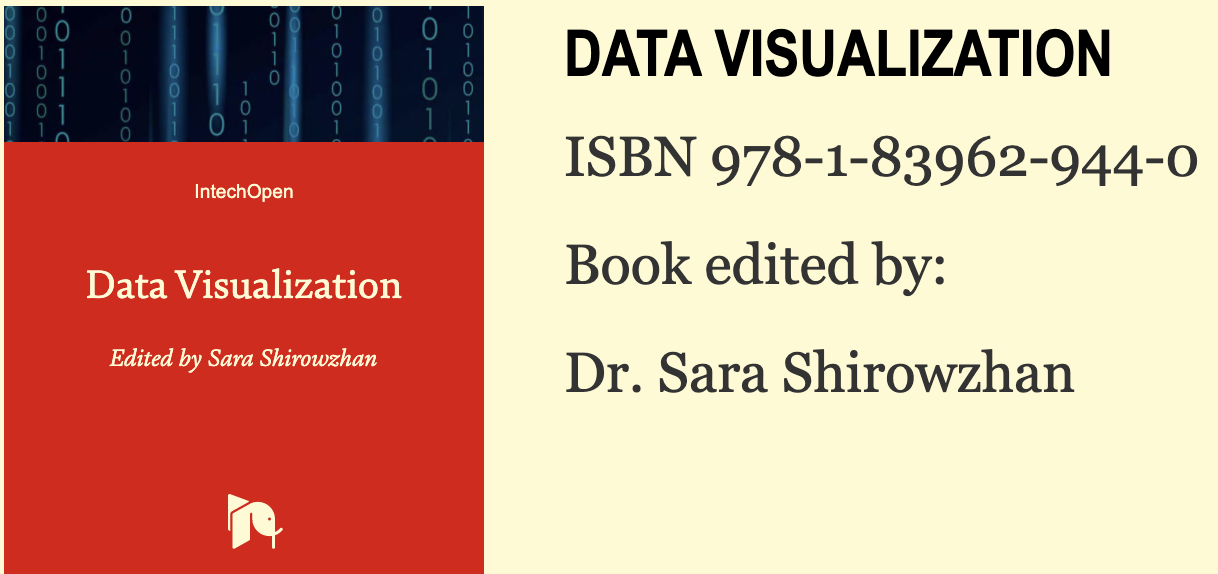 IntechOpen
Data Visualization
Edited by Sara Shirowzhan
DATA VISUALIZATION
ISBN 978-1-83962-944-0
Book edited by:
Dr. Sara Shirowzhan